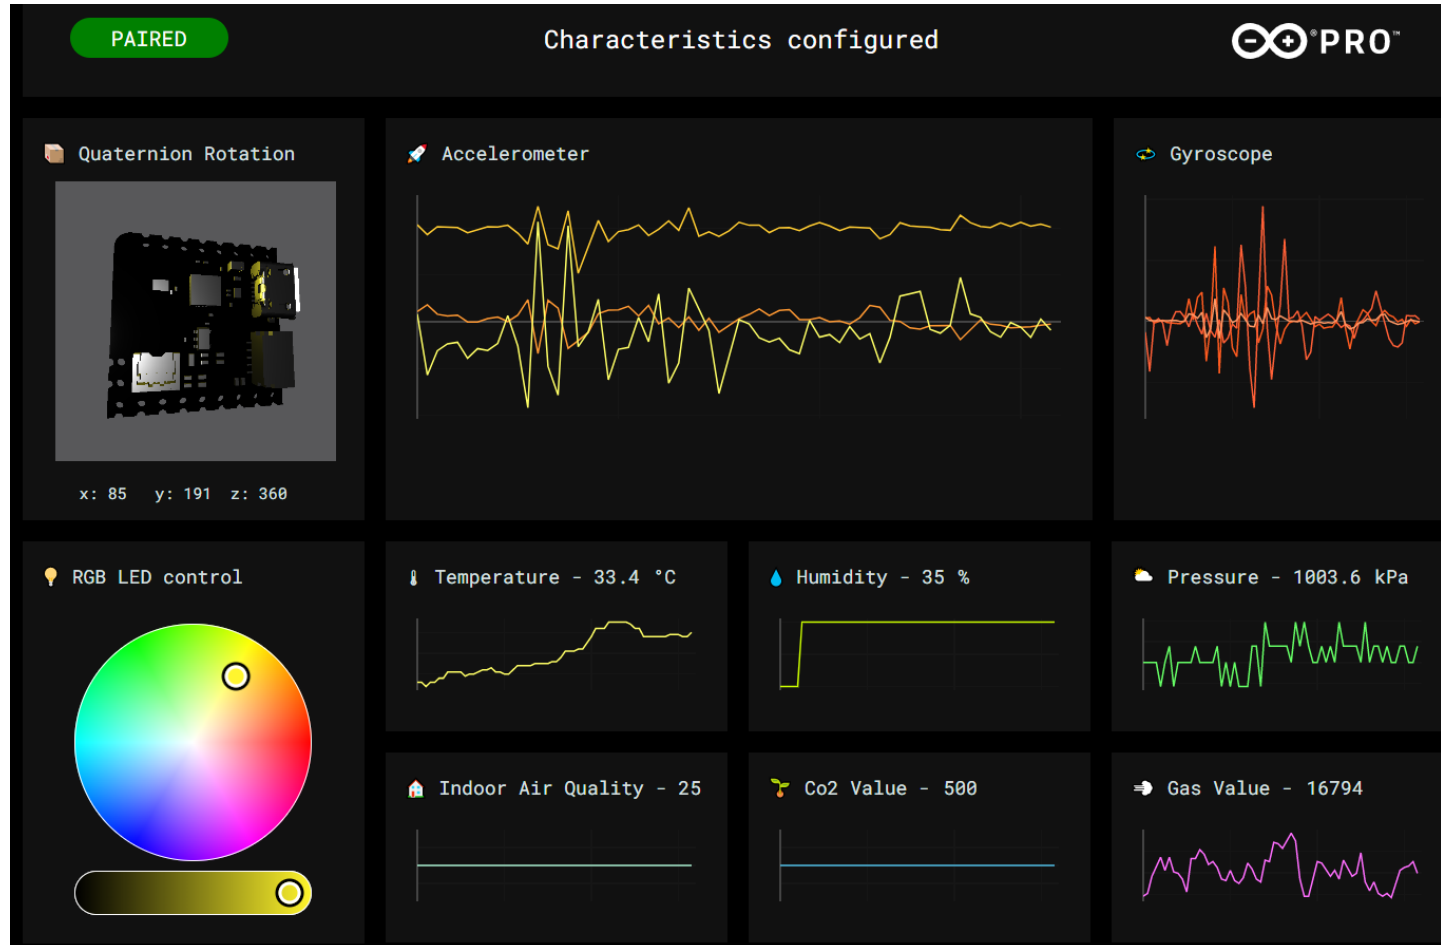 PAIRED
Characteristics configured
PRO™
Quaternion Rotation
x: 85 y: 191 z: 360
Accelerometer
Gyroscope
RGB LED control
Temperature - 33.4 °C
Humidity - 35 %
Pressure - 1003.6 kPa
Indoor Air Quality - 25
Co2 Value - 500
Gas Value - 16794